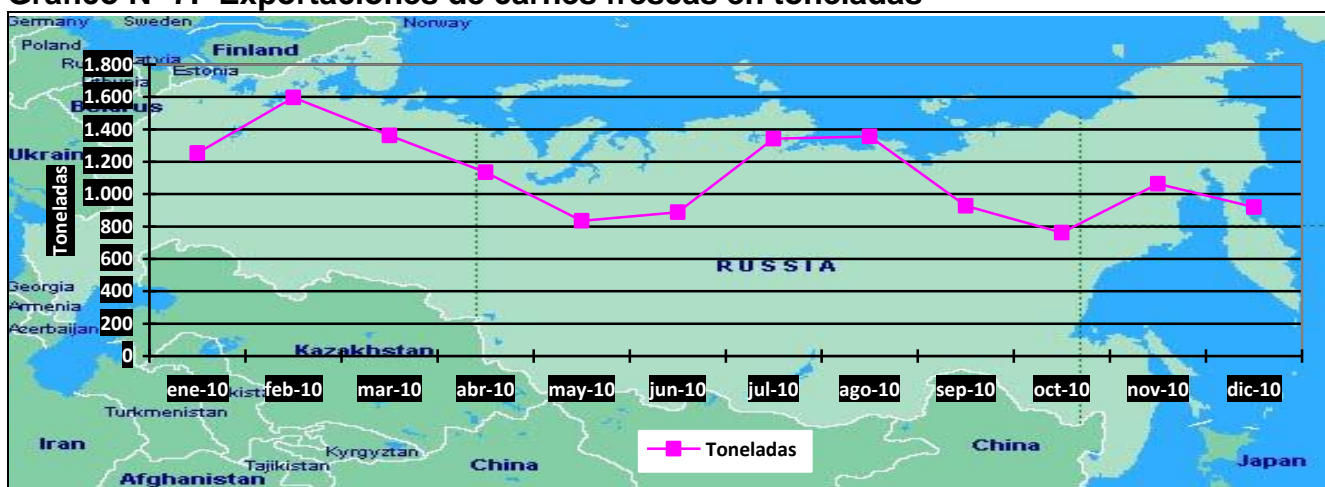 Gráfico Nº 7. Exportaciones de carnes frescas en toneladas
Germany
Sweden
Norway
Poland
Finland
Estonia
Belarus
Ukrain
Georgia
Armenia
Azerbaijan
RUSSIA
Kazakhstan
Turkmenistan
Iran
Afghanistan
Tajikistan
Kyrgyztan
China
China
Japan
Toneladas
1.800
1.600
1.400
1.200
1.000
800
600
400
200
0
ene-10 feb-10 mar-10 abr-10 may-10 jun-10 jul-10 ago-10 sep-10 oct-10 nov-10 dic-10
Toneladas